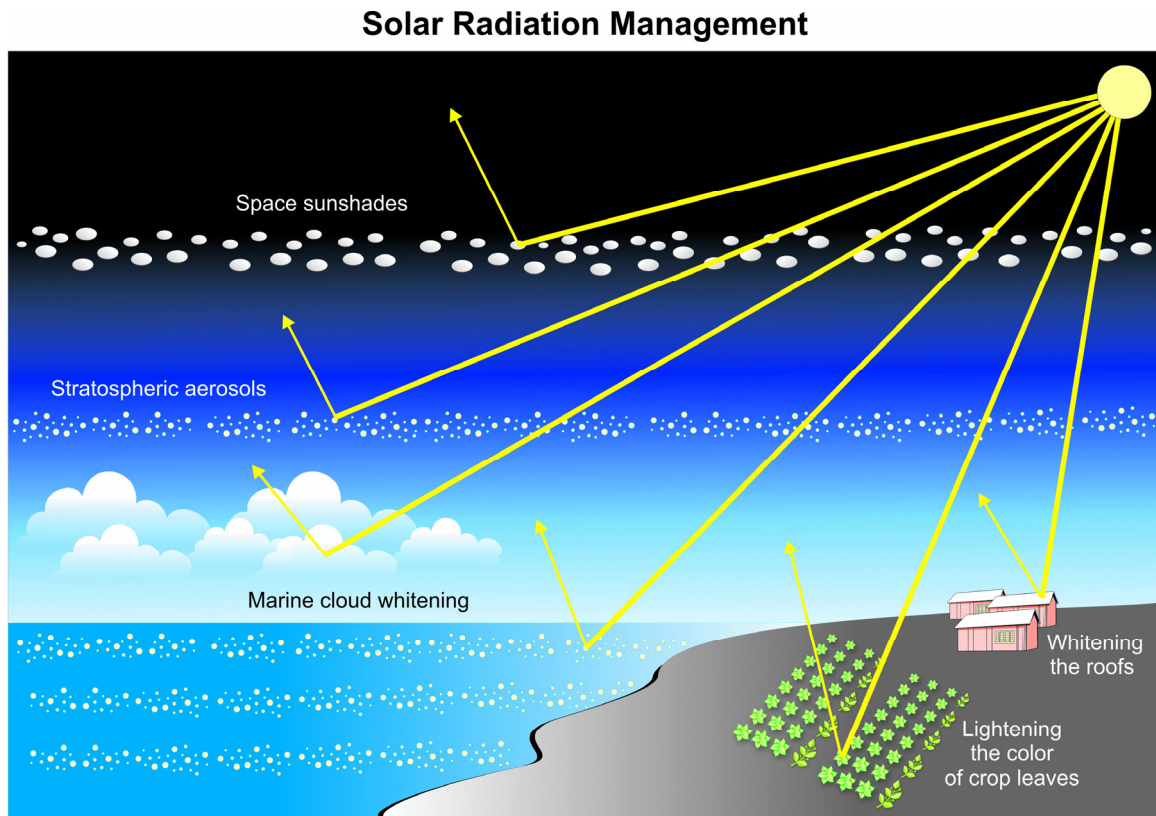 Solar Radiation Management
Space sunshades
Stratospheric aerosols
Marine cloud whitening
Whitening
the roofs
Lightening
the color
of crop leaves